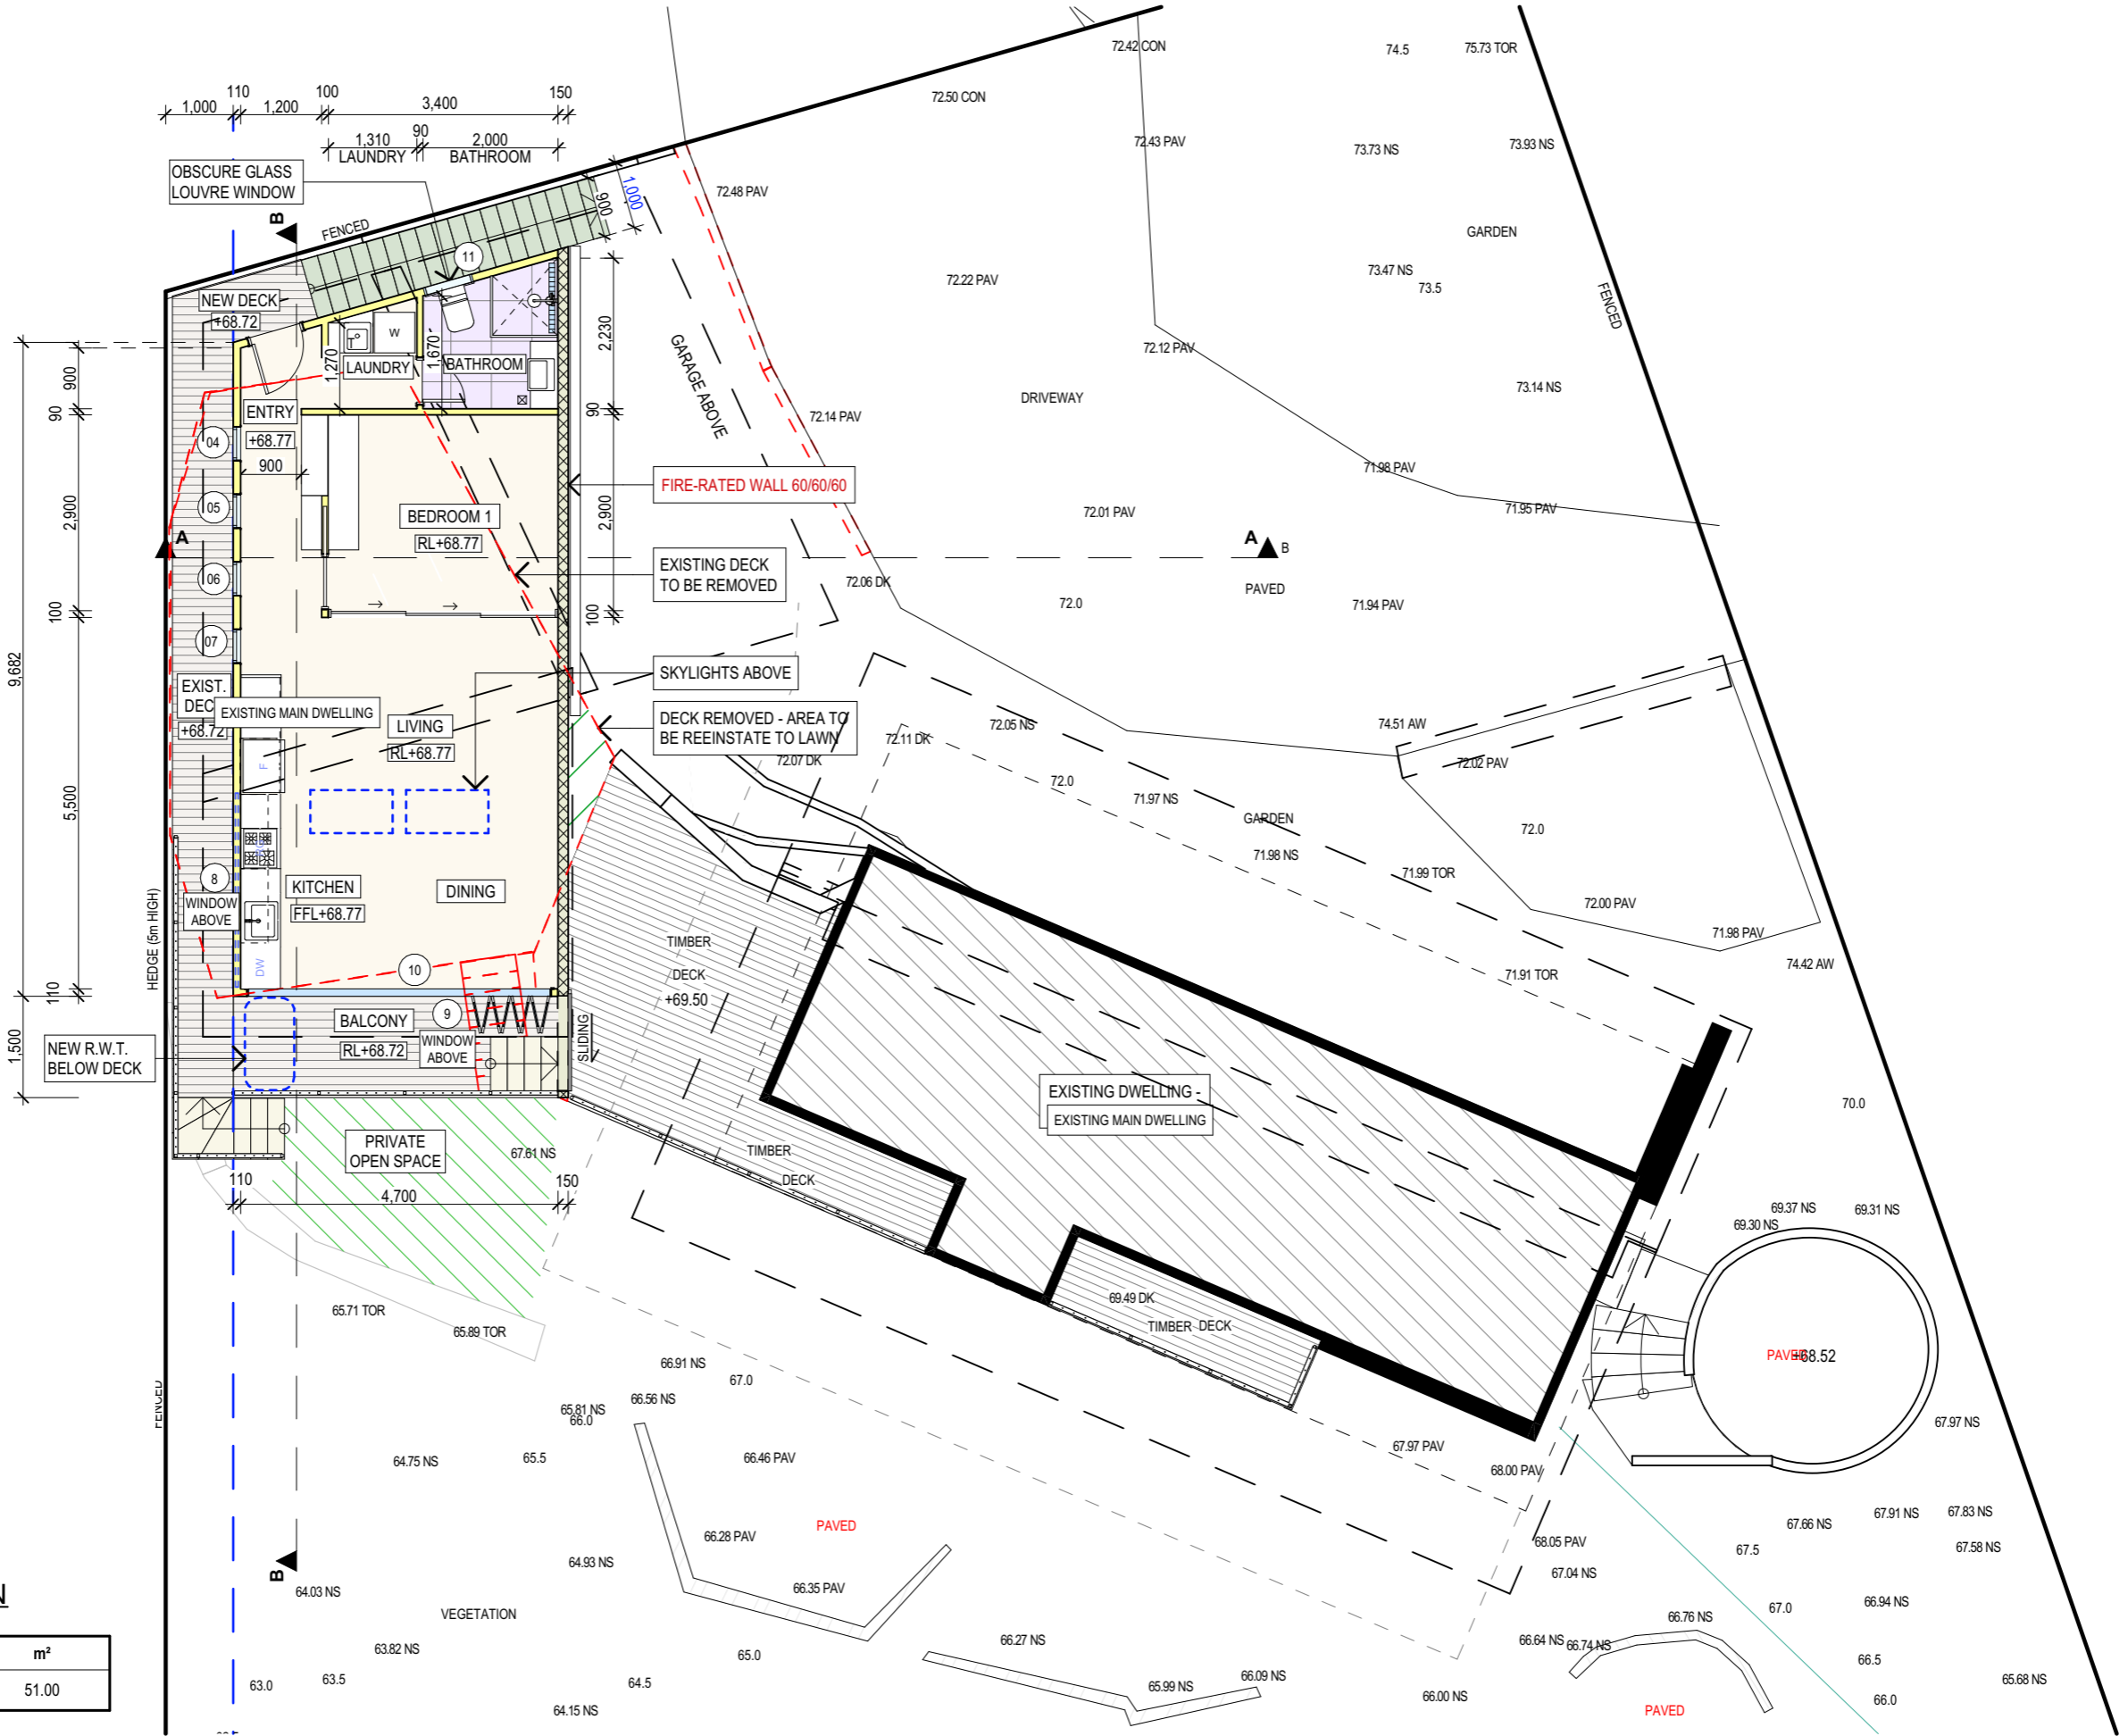 72.42 CON
74.5
75.73 TOR
110
100
150
1,000
1,200
3,400
72.50 CON
1,310
90
2,000
LAUNDRY
BATHROOM
72.43 PAV
73.73 NS
73.93 NS
OBSCURE GLASS
LOUVRE WINDOW
900
1,000
72.48 PAV
B
FENCED
GARDEN
11
72.22 PAV
73.47 NS
73.5
FENCED
NEW DECK
+68.72
W
1,270
1,670
LAUNDRY
BATHROOM
2,230
GARAGE ABOVE
72.12 PAV
900
90
ENTRY
+68.77
04
900
90
72.14 PAV
DRIVEWAY
73.14 NS
71.98 PAV
FIRE-RATED WALL 60/60/60
2,900
05
BEDROOM 1
RL+68.77
2,900
72.01 PAV
71.95 PAV
A
A
B
06
EXISTING DECK
TO BE REMOVED
72.06 DK
PAVED
100
100
72.0
71.94 PAV
07
9,682
SKYLIGHTS ABOVE
EXIST.
DEC
+68.72
EXISTING MAIN DWELLING
LIVING
RL+68.77
DECK REMOVED - AREA TO
BE REEINSTATE TO LAWN
72.05 NS
74.51 AW
72.11 DK
72.07 DK
72.02 PAV
F
72.0
71.97 NS
5,500
GARDEN
72.0
71.98 NS
71.99 TOR
8
KITCHEN
FFL+68.77
DINING
WINDOW
ABOVE
72.00 PAV
HEDGE (5m HIGH)
71.98 PAV
TIMBER
DECK
+69.50
DW
10
74.42 AW
71.91 TOR
110
1,500
BALCONY
RL+68.72
9
WINDOW
ABOVE
SLIDING
NEW R.W.T.
BELOW DECK
EXISTING DWELLING -
EXISTING MAIN DWELLING
70.0
PRIVATE
OPEN SPACE
67.61 NS
TIMBER
DECK
110
4,700
150
69.37 NS
69.31 NS
69.30 NS
65.71 TOR
65.89 TOR
69.49 DK
TIMBER DECK
PAVED
+68.52
66.91 NS
67.0
66.56 NS
65.81 NS
66.0
FENCED
67.97 NS
64.75 NS
65.5
66.46 PAV
67.97 PAV
68.00 PAV
66.28 PAV
PAVED
67.91 NS
67.83 NS
67.66 NS
68.05 PAV
67.5
67.58 NS
B
64.93 NS
67.04 NS
64.03 NS
66.35 PAV
N
VEGETATION
66.76 NS
67.0
66.94 NS
m²
63.82 NS
66.27 NS
66.64 NS
66.74 NS
65.0
66.5
51.00
63.0
63.5
64.5
65.99 NS
66.09 NS
66.00 NS
65.68 NS
64.15 NS
PAVED
66.0